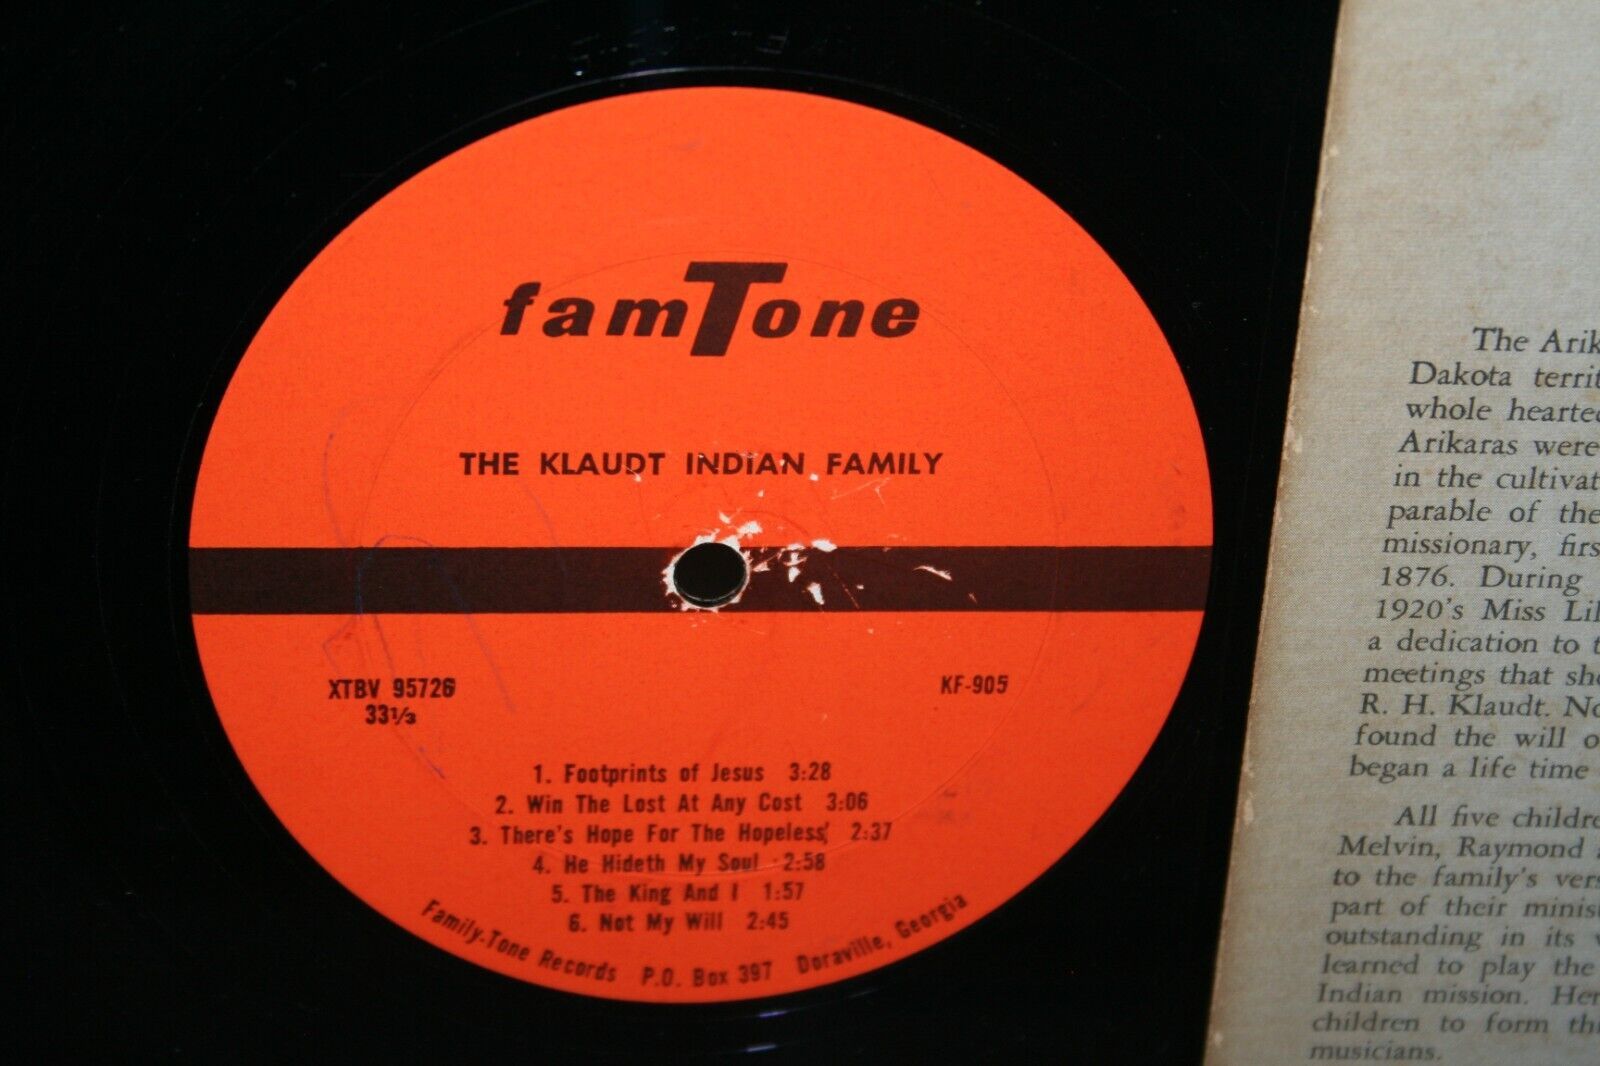 famTone
THE KLAUDT INDIAN FAMILY
XTBV 95726
33⅓
KF-905
1. Footprints of Jesus 3:28
2. Win The Lost At Any Cost 3:06
3. There's Hope For The Hopeless, 2:37
4. He Hideth My Soul 2:58
5. The King And I 1:57
6. Not My Will 2:45
Family-Tone Records P.O. Box 397 Doraville, Georgia
The Arik
Dakota territ
whole hearted
Arikaras were
in the cultivat
parable of the
missionary, firs
1876. During
1920's Miss Lil
a dedication to t
meetings that sh
R. H. Klaudt. No
found the will o
began a life time
All five childre
Melvin, Raymond
to the family's vers
part of their minis
outstanding in its
learned to play the
Indian mission. Her
children to form th
musicians.